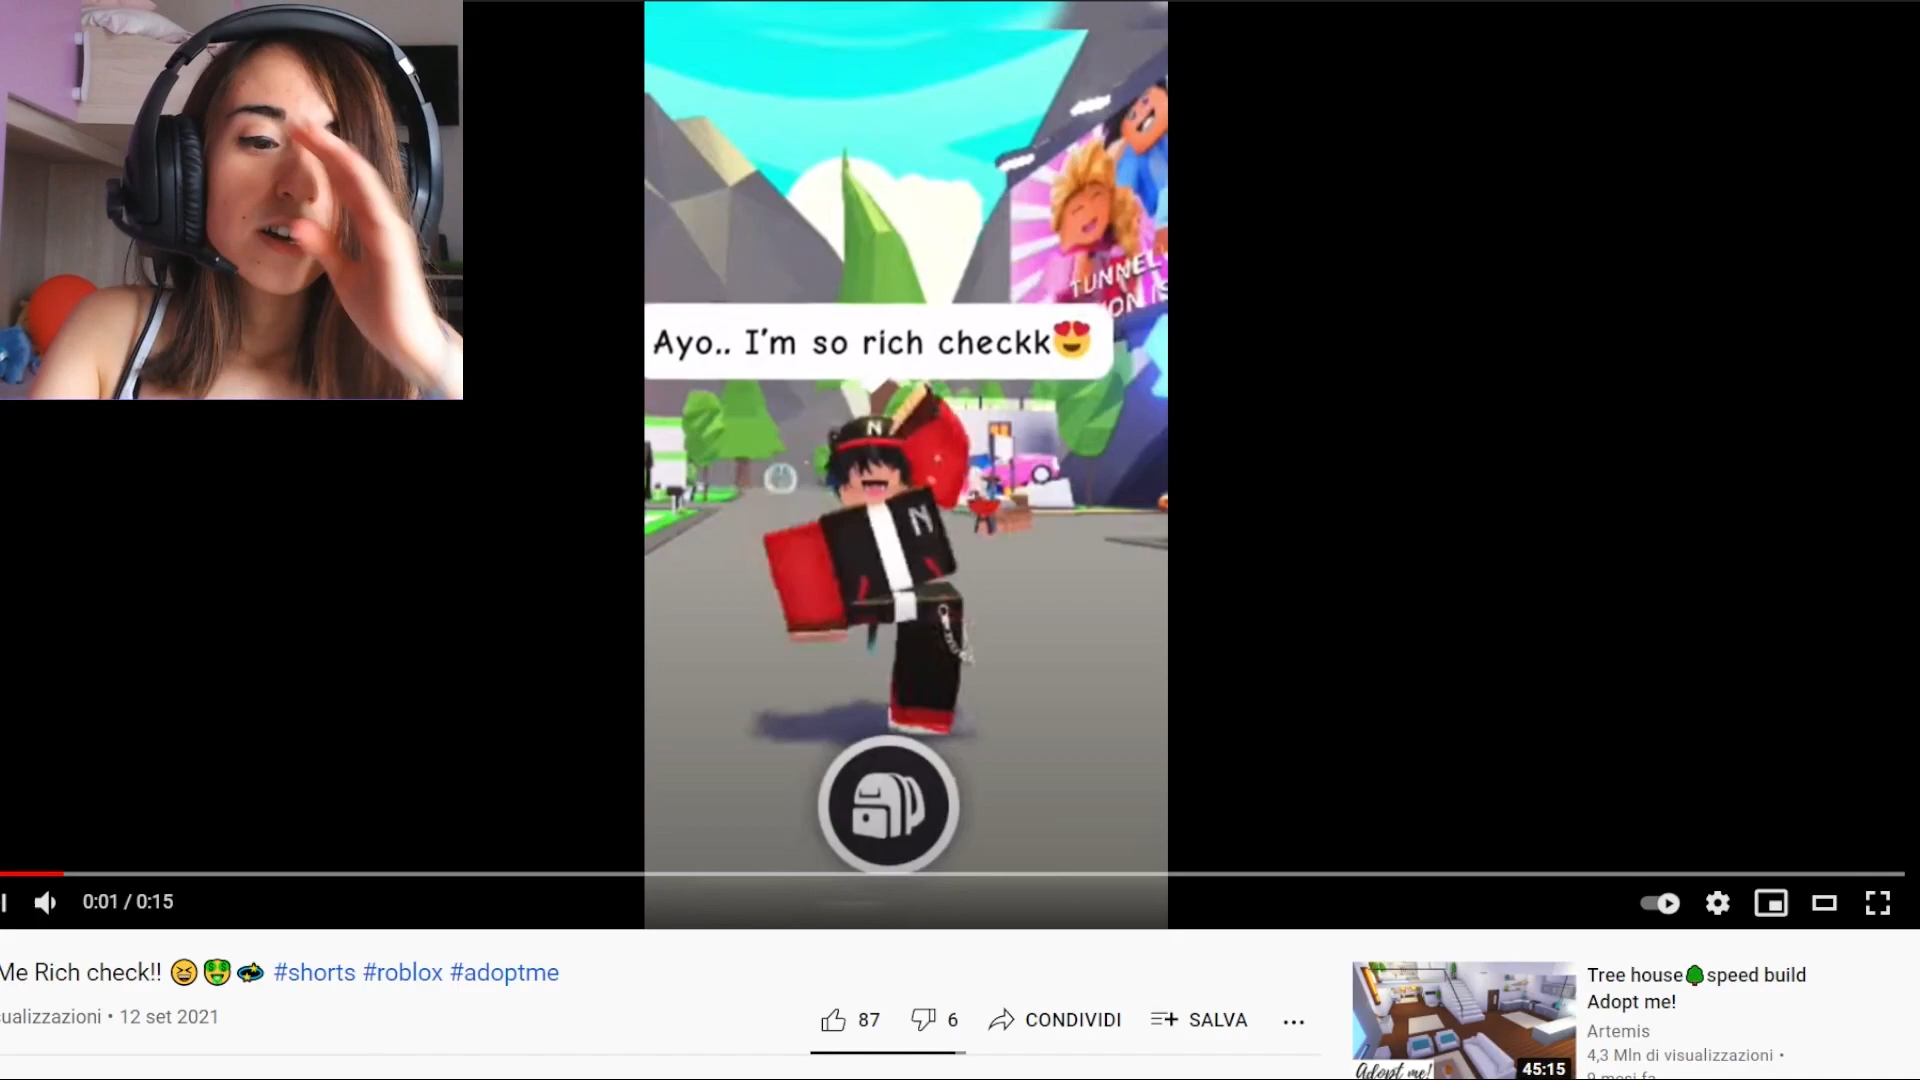 TUNNEL
Ayo.. I'm so rich checkk😍
N
N
0:01 / 0:15
Me Rich check!! 😆🤑💫 #shorts #roblox #adoptme
ualizzazioni • 12 set 2021
87
6
CONDIVIDI
SALVA
Tree house🌳speed build
Adopt me!
Artemis
4,3 Mln di visualizzazioni •
Adopt me!
45:15